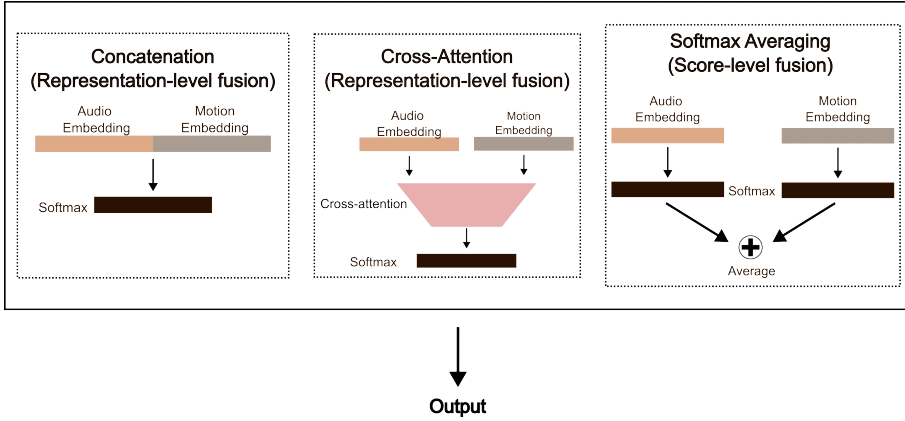 Concatenation
(Representation-level fusion)
Audio
Embedding
Motion
Embedding
Softmax
Cross-Attention
(Representation-level fusion)
Audio
Embedding
Motion
Embedding
Cross-attention
Softmax
Softmax Averaging
(Score-level fusion)
Audio
Embedding
Motion
Embedding
Softmax
Average
Output